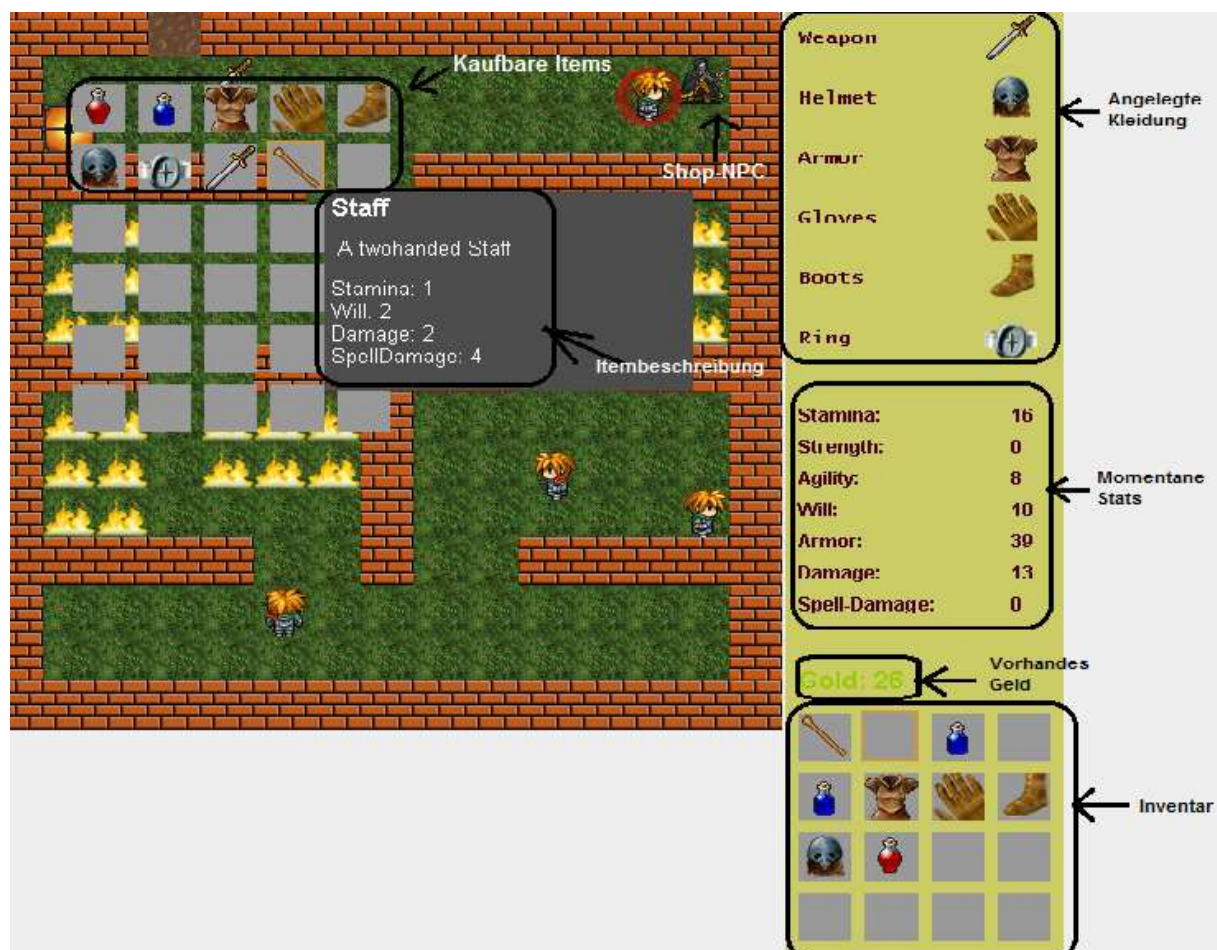 Kaufbare Items
Shop-NPC
Staff
A twohanded Staff
Stamina: 1
Will: 2
Damage: 2
SpellDamage: 4
Itembeschreibung
Weapon
Helmet
Armor
Gloves
Boots
Ring
Angelegte
Kleidung
Stamina: 16
Strength: 0
Agility: 8
Will: 10
Armor: 39
Damage: 13
Spell-Damage: 0
Momentane
Stats
Gold: 26
Vorhandes
Geld
Inventar